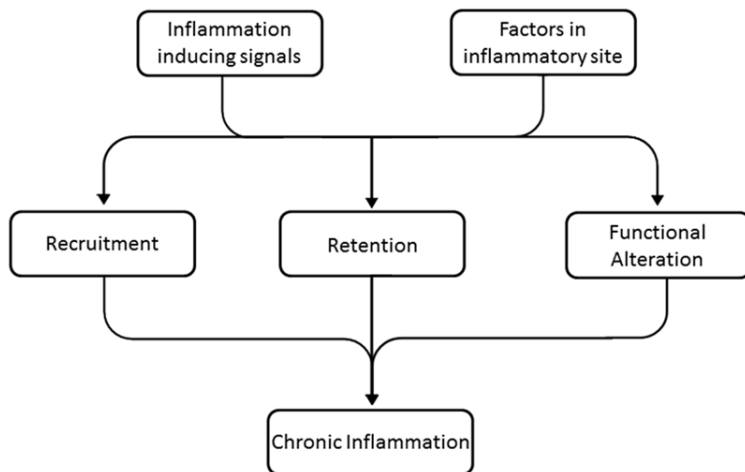 Inflammation
inducing signals
Factors in
inflammatory site
Recruitment
Retention
Functional
Alteration
Chronic Inflammation